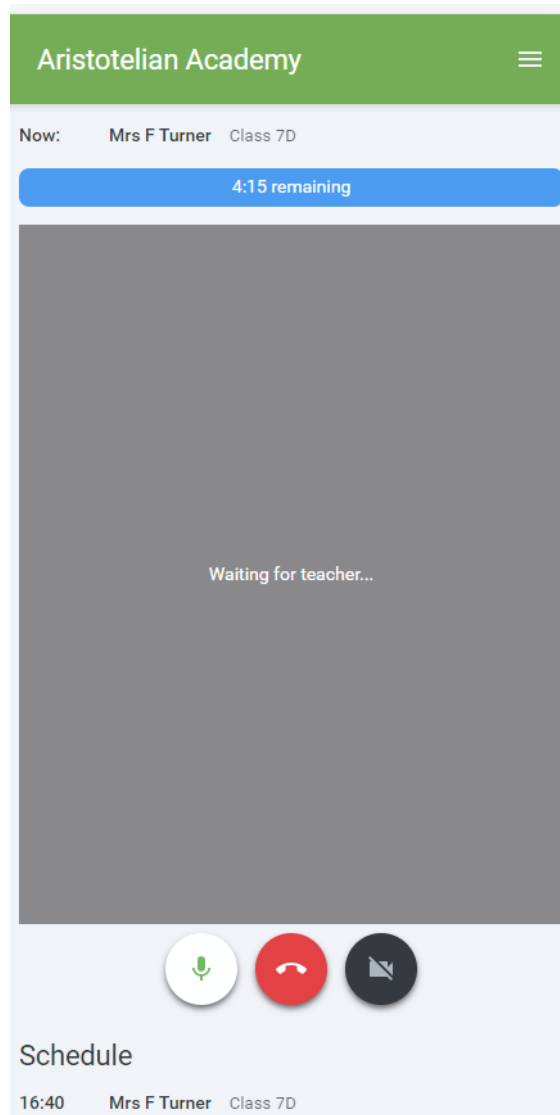 Aristotelian Academy
Now: Mrs F Turner Class 7D
4:15 remaining
Waiting for teacher...
Schedule
16:40 Mrs F Turner Class 7D